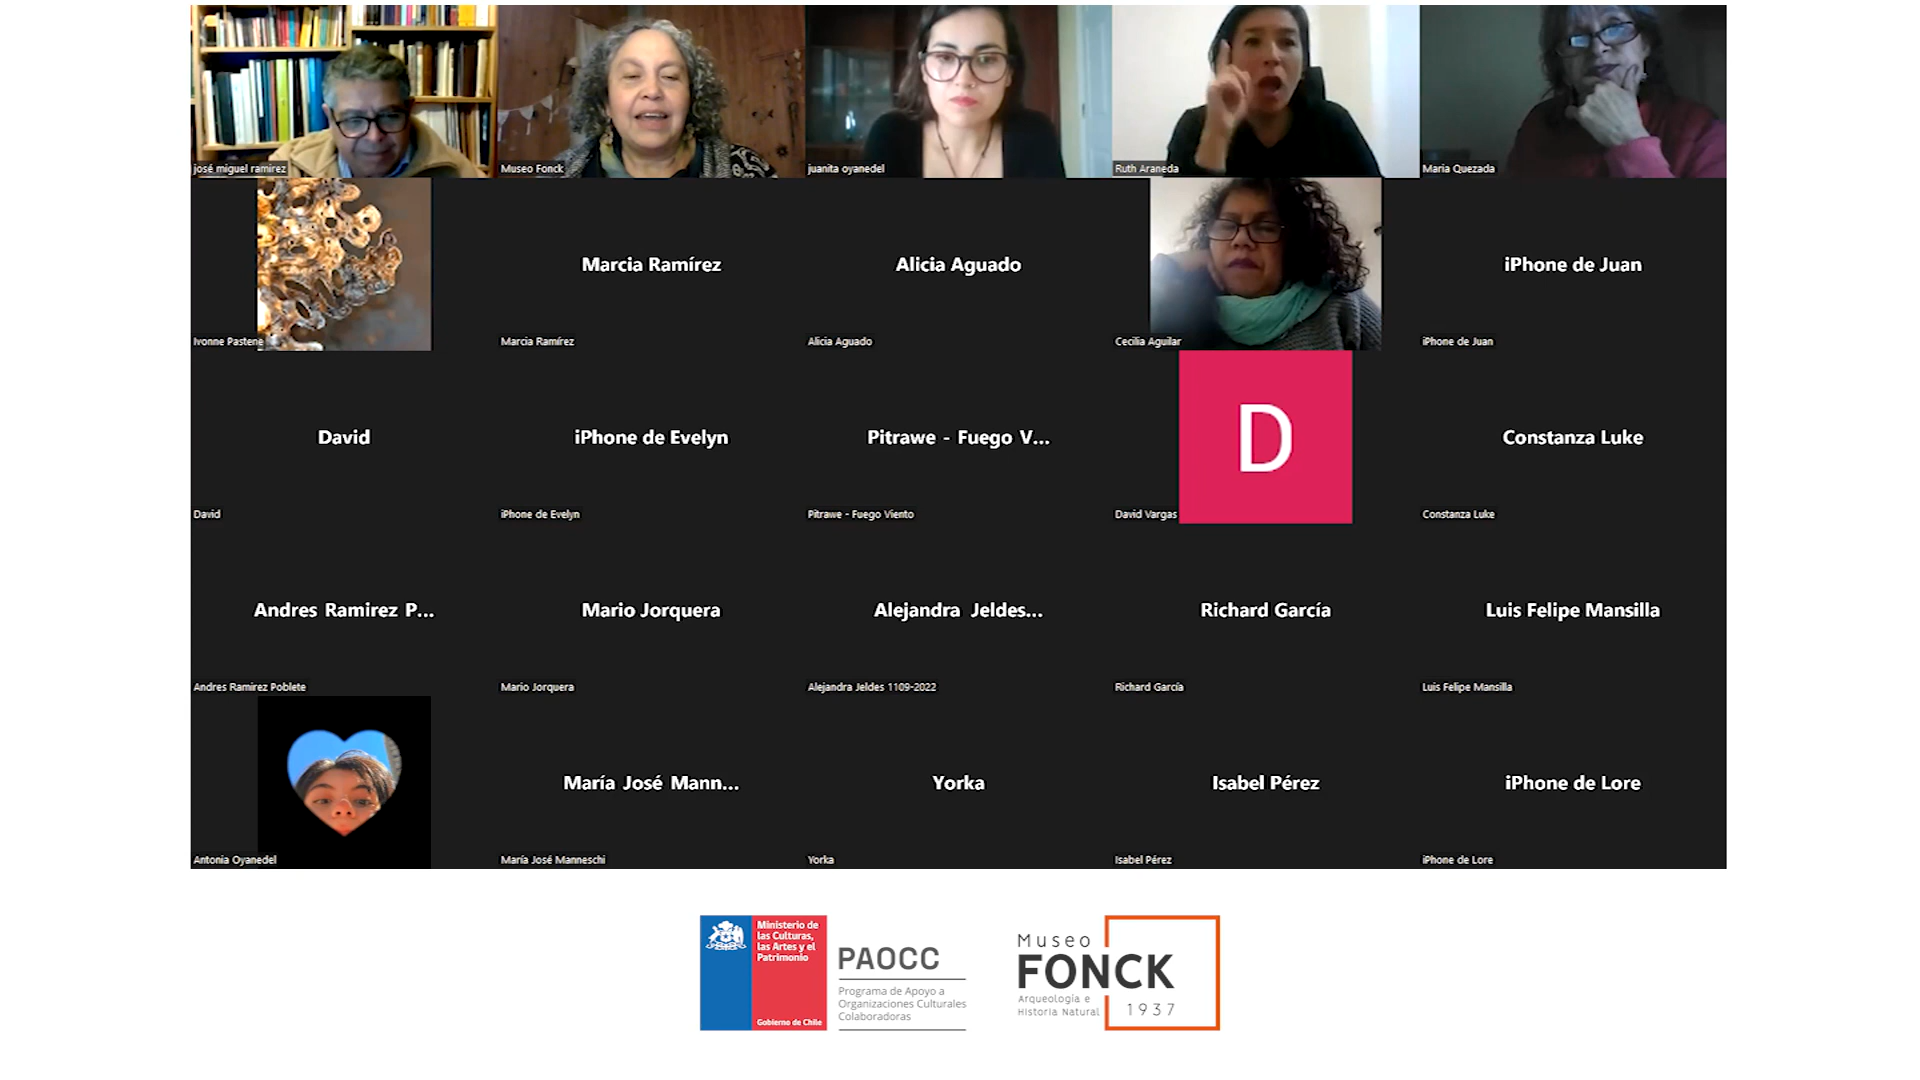 josé miguel ramírez
Museo Fonck
juanita oyanedel
Ruth Araneda
Maria Quezada
Ivonne Pastene
Marcia Ramírez
Marcia Ramírez
Alicia Aguado
Alicia Aguado
Cecilia Aguilar
iPhone de Juan
iPhone de Juan
David
David
iPhone de Evelyn
iPhone de Evelyn
Pitrawe - Fuego V...
Pitrawe - Fuego Viento
D
David Vargas
Constanza Luke
Constanza Luke
Andres Ramirez P...
Andres Ramirez Poblete
Mario Jorquera
Mario Jorquera
Alejandra Jeldes...
Alejandra Jeldes 1109-2022
Richard García
Richard García
Luis Felipe Mansilla
Luis Felipe Mansilla
Antonia Oyanedel
María José Mann...
María José Manneschi
Yorka
Yorka
Isabel Pérez
Isabel Pérez
iPhone de Lore
iPhone de Lore
Ministerio de
las Culturas,
las Artes y el
Patrimonio
Gobierno de Chile
PAOCC
Programa de Apoyo a
Organizaciones Culturales
Colaboradoras
Museo
FONCK
Arqueología e
Historia Natural
1937